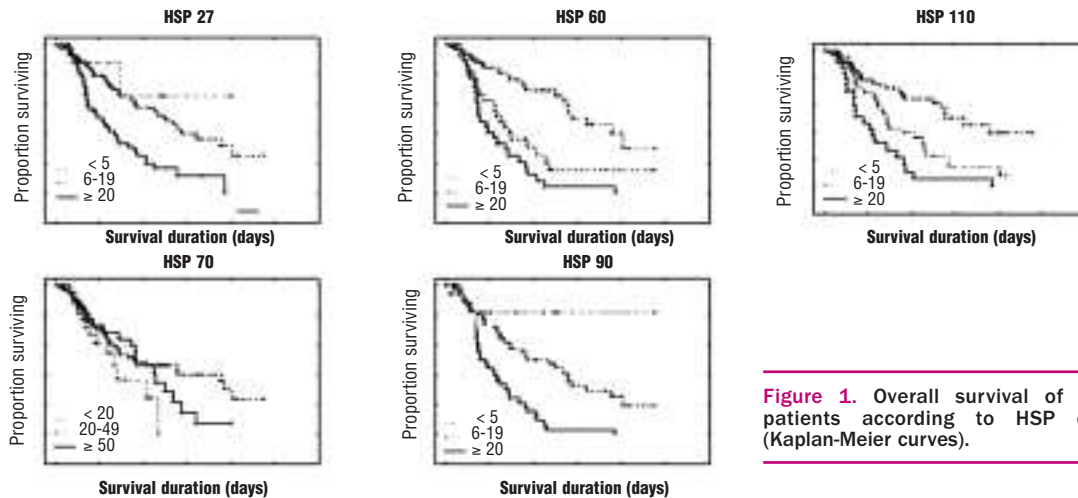 HSP 27
Proportion surviving
< 5
6-19
≥ 20
Survival duration (days)
HSP 60
Proportion surviving
< 5
6-19
≥ 20
Survival duration (days)
HSP 110
Proportion surviving
< 5
6-19
≥ 20
Survival duration (days)
HSP 70
Proportion surviving
< 20
20-49
≥ 50
Survival duration (days)
HSP 90
Proportion surviving
< 5
6-19
≥ 20
Survival duration (days)
Figure 1. Overall survival of
patients according to HSP
(Kaplan-Meier curves).